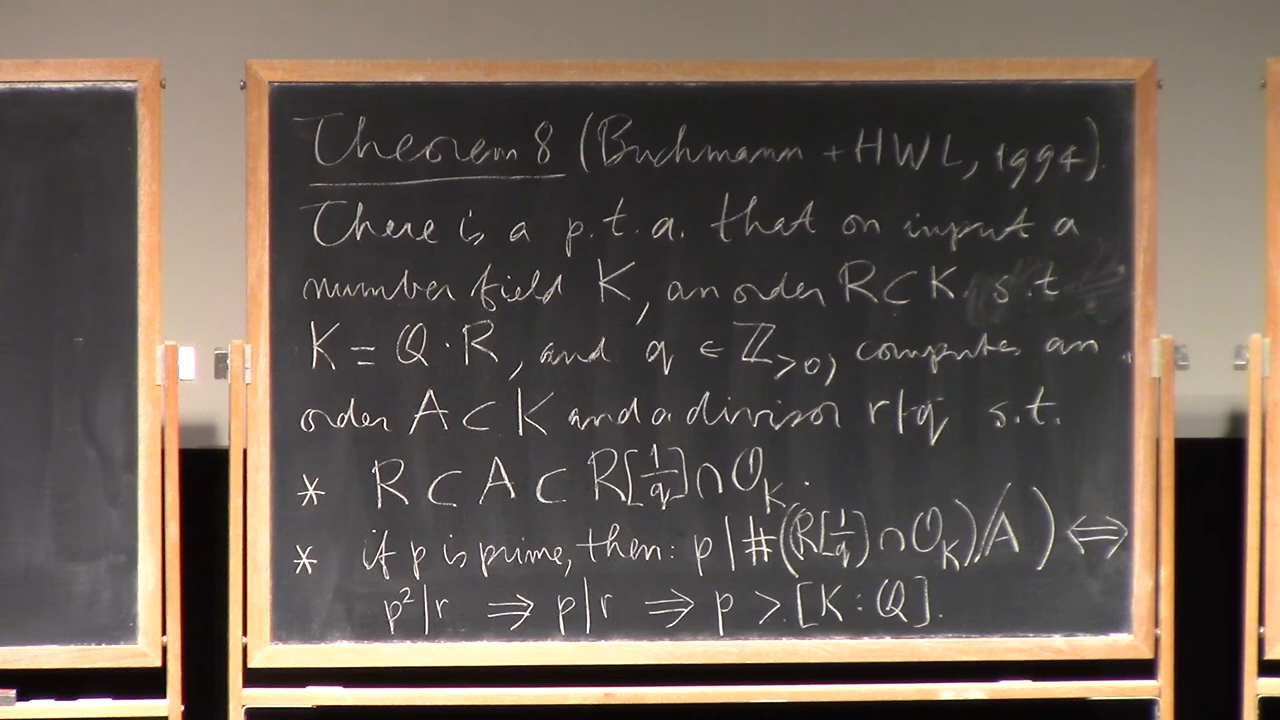 Theorem 8 (Buchmann + HWL, 1994).
There is a p.t.a. that on input a
number field K, an order R ⊂ K s.t.
K = Q · R, and q ∈ ℤ_{>0}, computes an
order A ⊂ K and a divisor r|q s.t.
* R ⊂ A ⊂ R[1/q] ∩ O_K.
* if p is prime, then: p | #((R[1/q] ∩ O_K)/A) ⇔
p²|r ⇒ p|r ⇒ p > [K : Q].